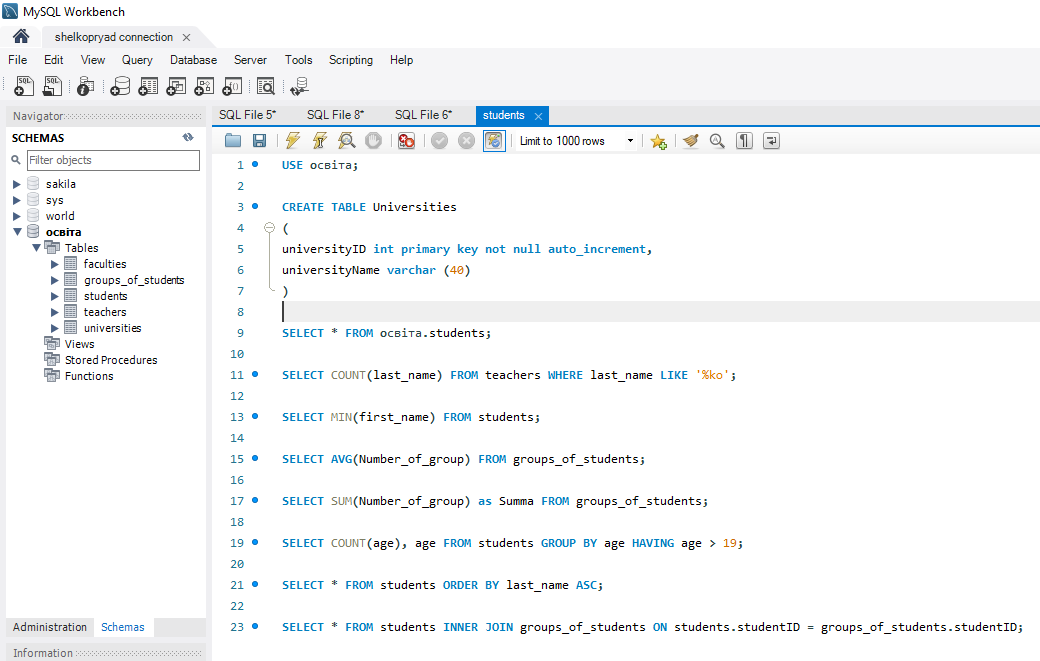 MySQL Workbench
shelkopryad connection
File Edit View Query Database Server Tools Scripting Help
Navigator
SCHEMAS
Filter objects
sakila
sys
world
освіта
Tables
faculties
groups_of_students
students
teachers
universities
Views
Stored Procedures
Functions
Administration Schemas
Information
SQL File 5* SQL File 8* SQL File 6* students
Limit to 1000 rows
1 USE освіта;
2
3 CREATE TABLE Universities
4 (
5 universityID int primary key not null auto_increment,
6 universityName varchar (40)
7 )
8
9 SELECT * FROM освіта.students;
10
11 SELECT COUNT(last_name) FROM teachers WHERE last_name LIKE '%ko';
12
13 SELECT MIN(first_name) FROM students;
14
15 SELECT AVG(Number_of_group) FROM groups_of_students;
16
17 SELECT SUM(Number_of_group) as Summa FROM groups_of_students;
18
19 SELECT COUNT(age), age FROM students GROUP BY age HAVING age > 19;
20
21 SELECT * FROM students ORDER BY last_name ASC;
22
23 SELECT * FROM students INNER JOIN groups_of_students ON students.studentID = groups_of_students.studentID;